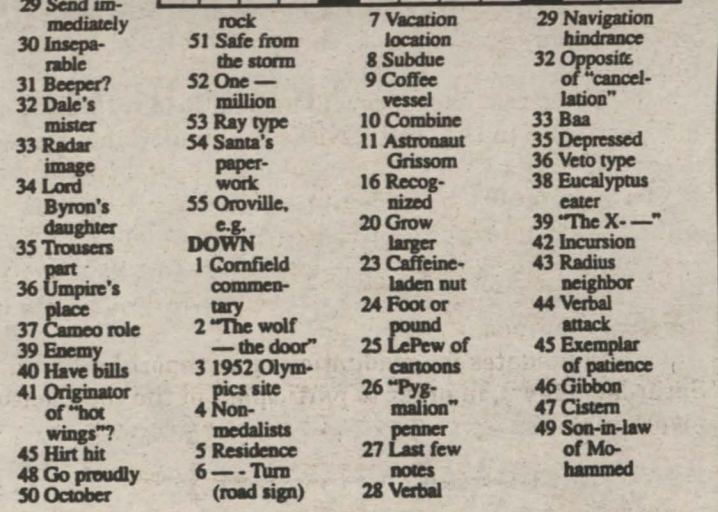 29 Send im-
mediately
30 Insepa-
rable
31 Beeper?
32 Dale's
mister
33 Radar
image
34 Lord
Byron's
daughter
35 Trousers
part
36 Umpire's
place
37 Cameo role
39 Enemy
40 Have bills
41 Originator
of "hot
wings"?
45 Hirt hit
48 Go proudly
50 October
rock
51 Safe from
the storm
52 One —
million
53 Ray type
54 Santa's
paper-
work
55 Oroville,
e.g.
DOWN
1 Cornfield
commen-
tary
2 "The wolf
— the door"
3 1952 Olym-
pics site
4 Non-
medalists
5 Residence
6 — - Turn
(road sign)
7 Vacation
location
8 Subdue
9 Coffee
vessel
10 Combine
11 Astronaut
Grissom
16 Recog-
nized
20 Grow
larger
23 Caffeine-
laden nut
24 Foot or
pound
25 LePew of
cartoons
26 "Pyg-
malion"
penner
27 Last few
notes
28 Verbal
29 Navigation
hindrance
32 Opposite
of "cancel-
lation"
33 Baa
35 Depressed
36 Veto type
38 Eucalyptus
eater
39 "The X- —"
42 Incursion
43 Radius
neighbor
44 Verbal
attack
45 Exemplar
of patience
46 Gibbon
47 Cistern
49 Son-in-law
of Mo-
hammed